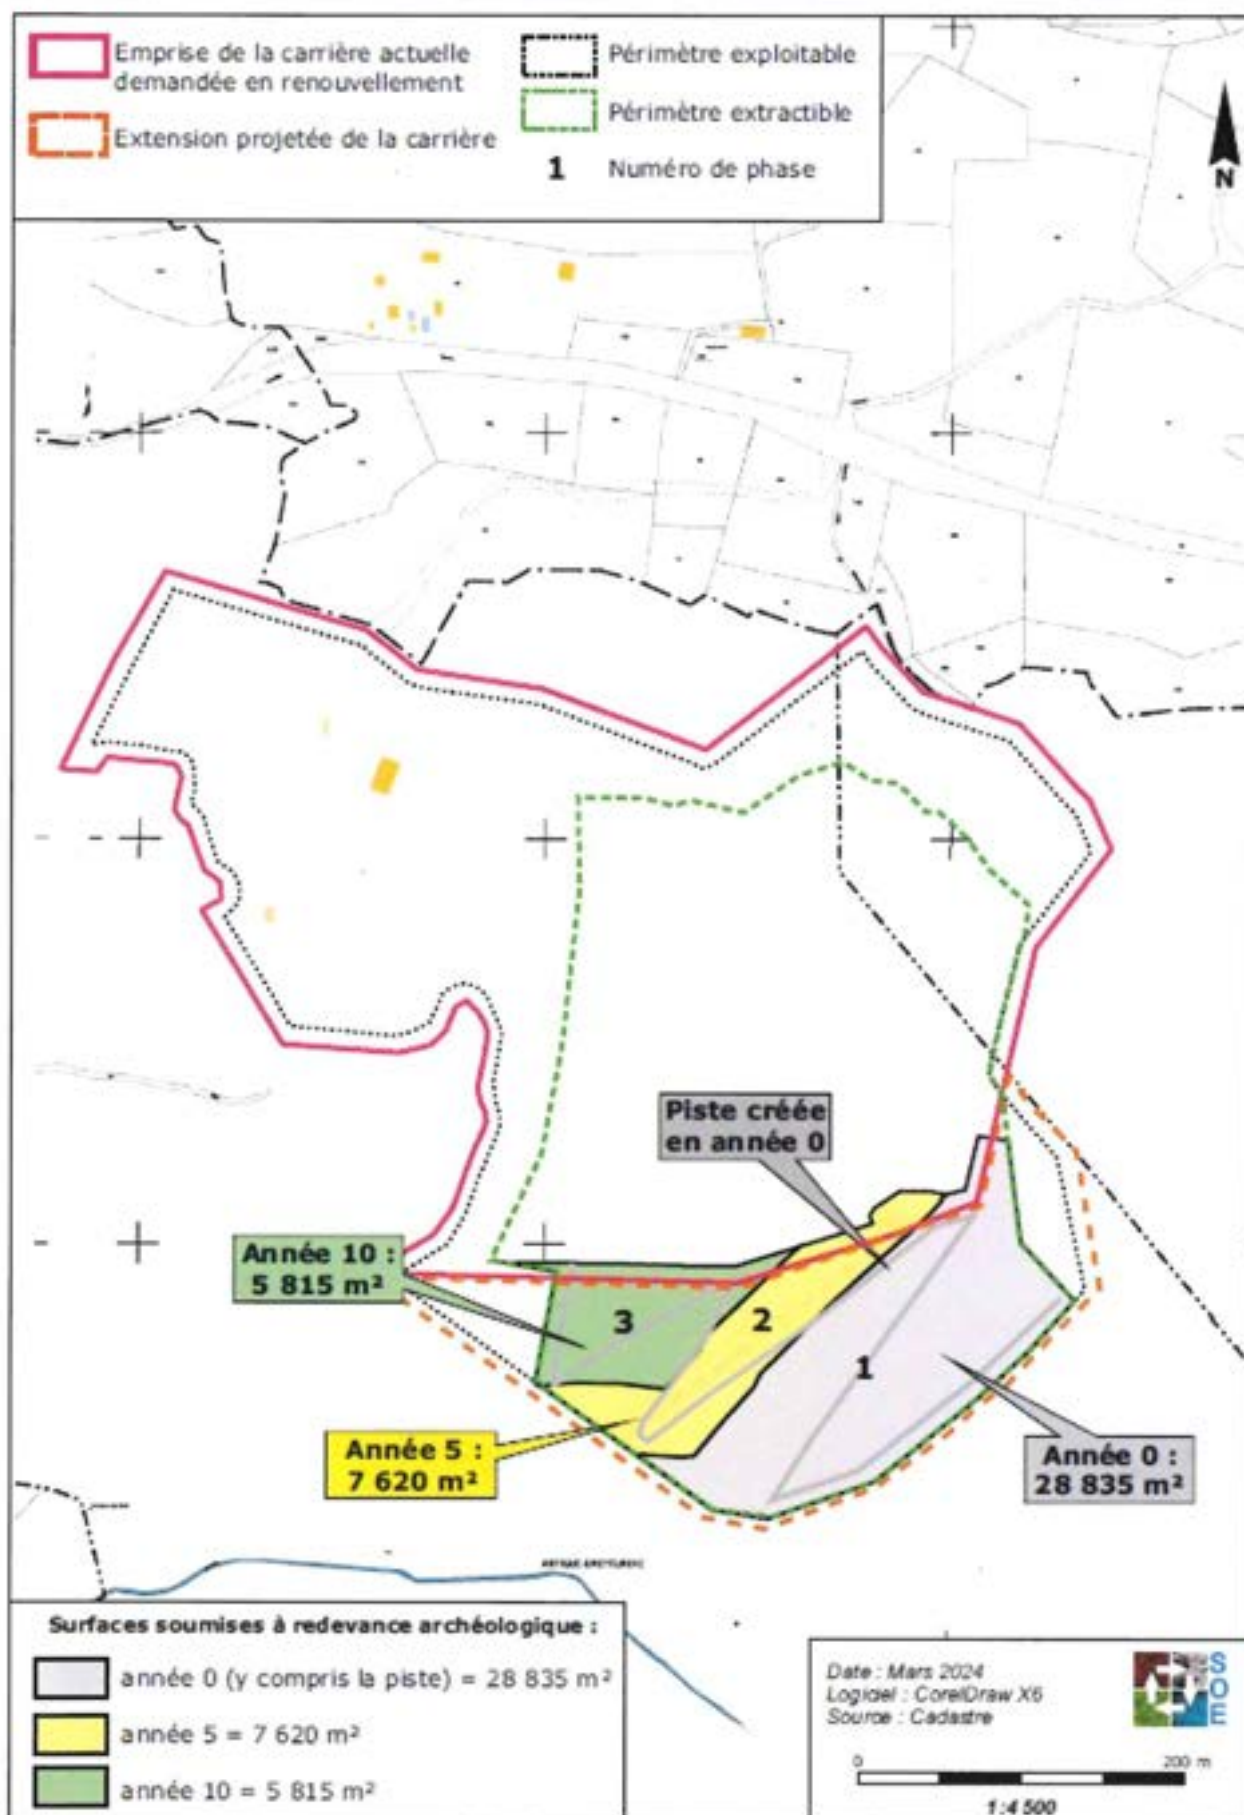 Emprise de la carrière actuelle
demandée en renouvellement
Extension projetée de la carrière
Périmètre exploitable
Périmètre extractible
1 Numéro de phase
N
Piste créée
en année 0
Année 10 :
5 815 m²
3
2
1
Année 5 :
7 620 m²
Année 0 :
28 835 m²
Surfaces soumises à redevance archéologique :
année 0 (y compris la piste) = 28 835 m²
année 5 = 7 620 m²
année 10 = 5 815 m²
Date : Mars 2024
Logiciel : CorelDraw X6
Source : Cadastre
SOE
0 200 m
1:4 500